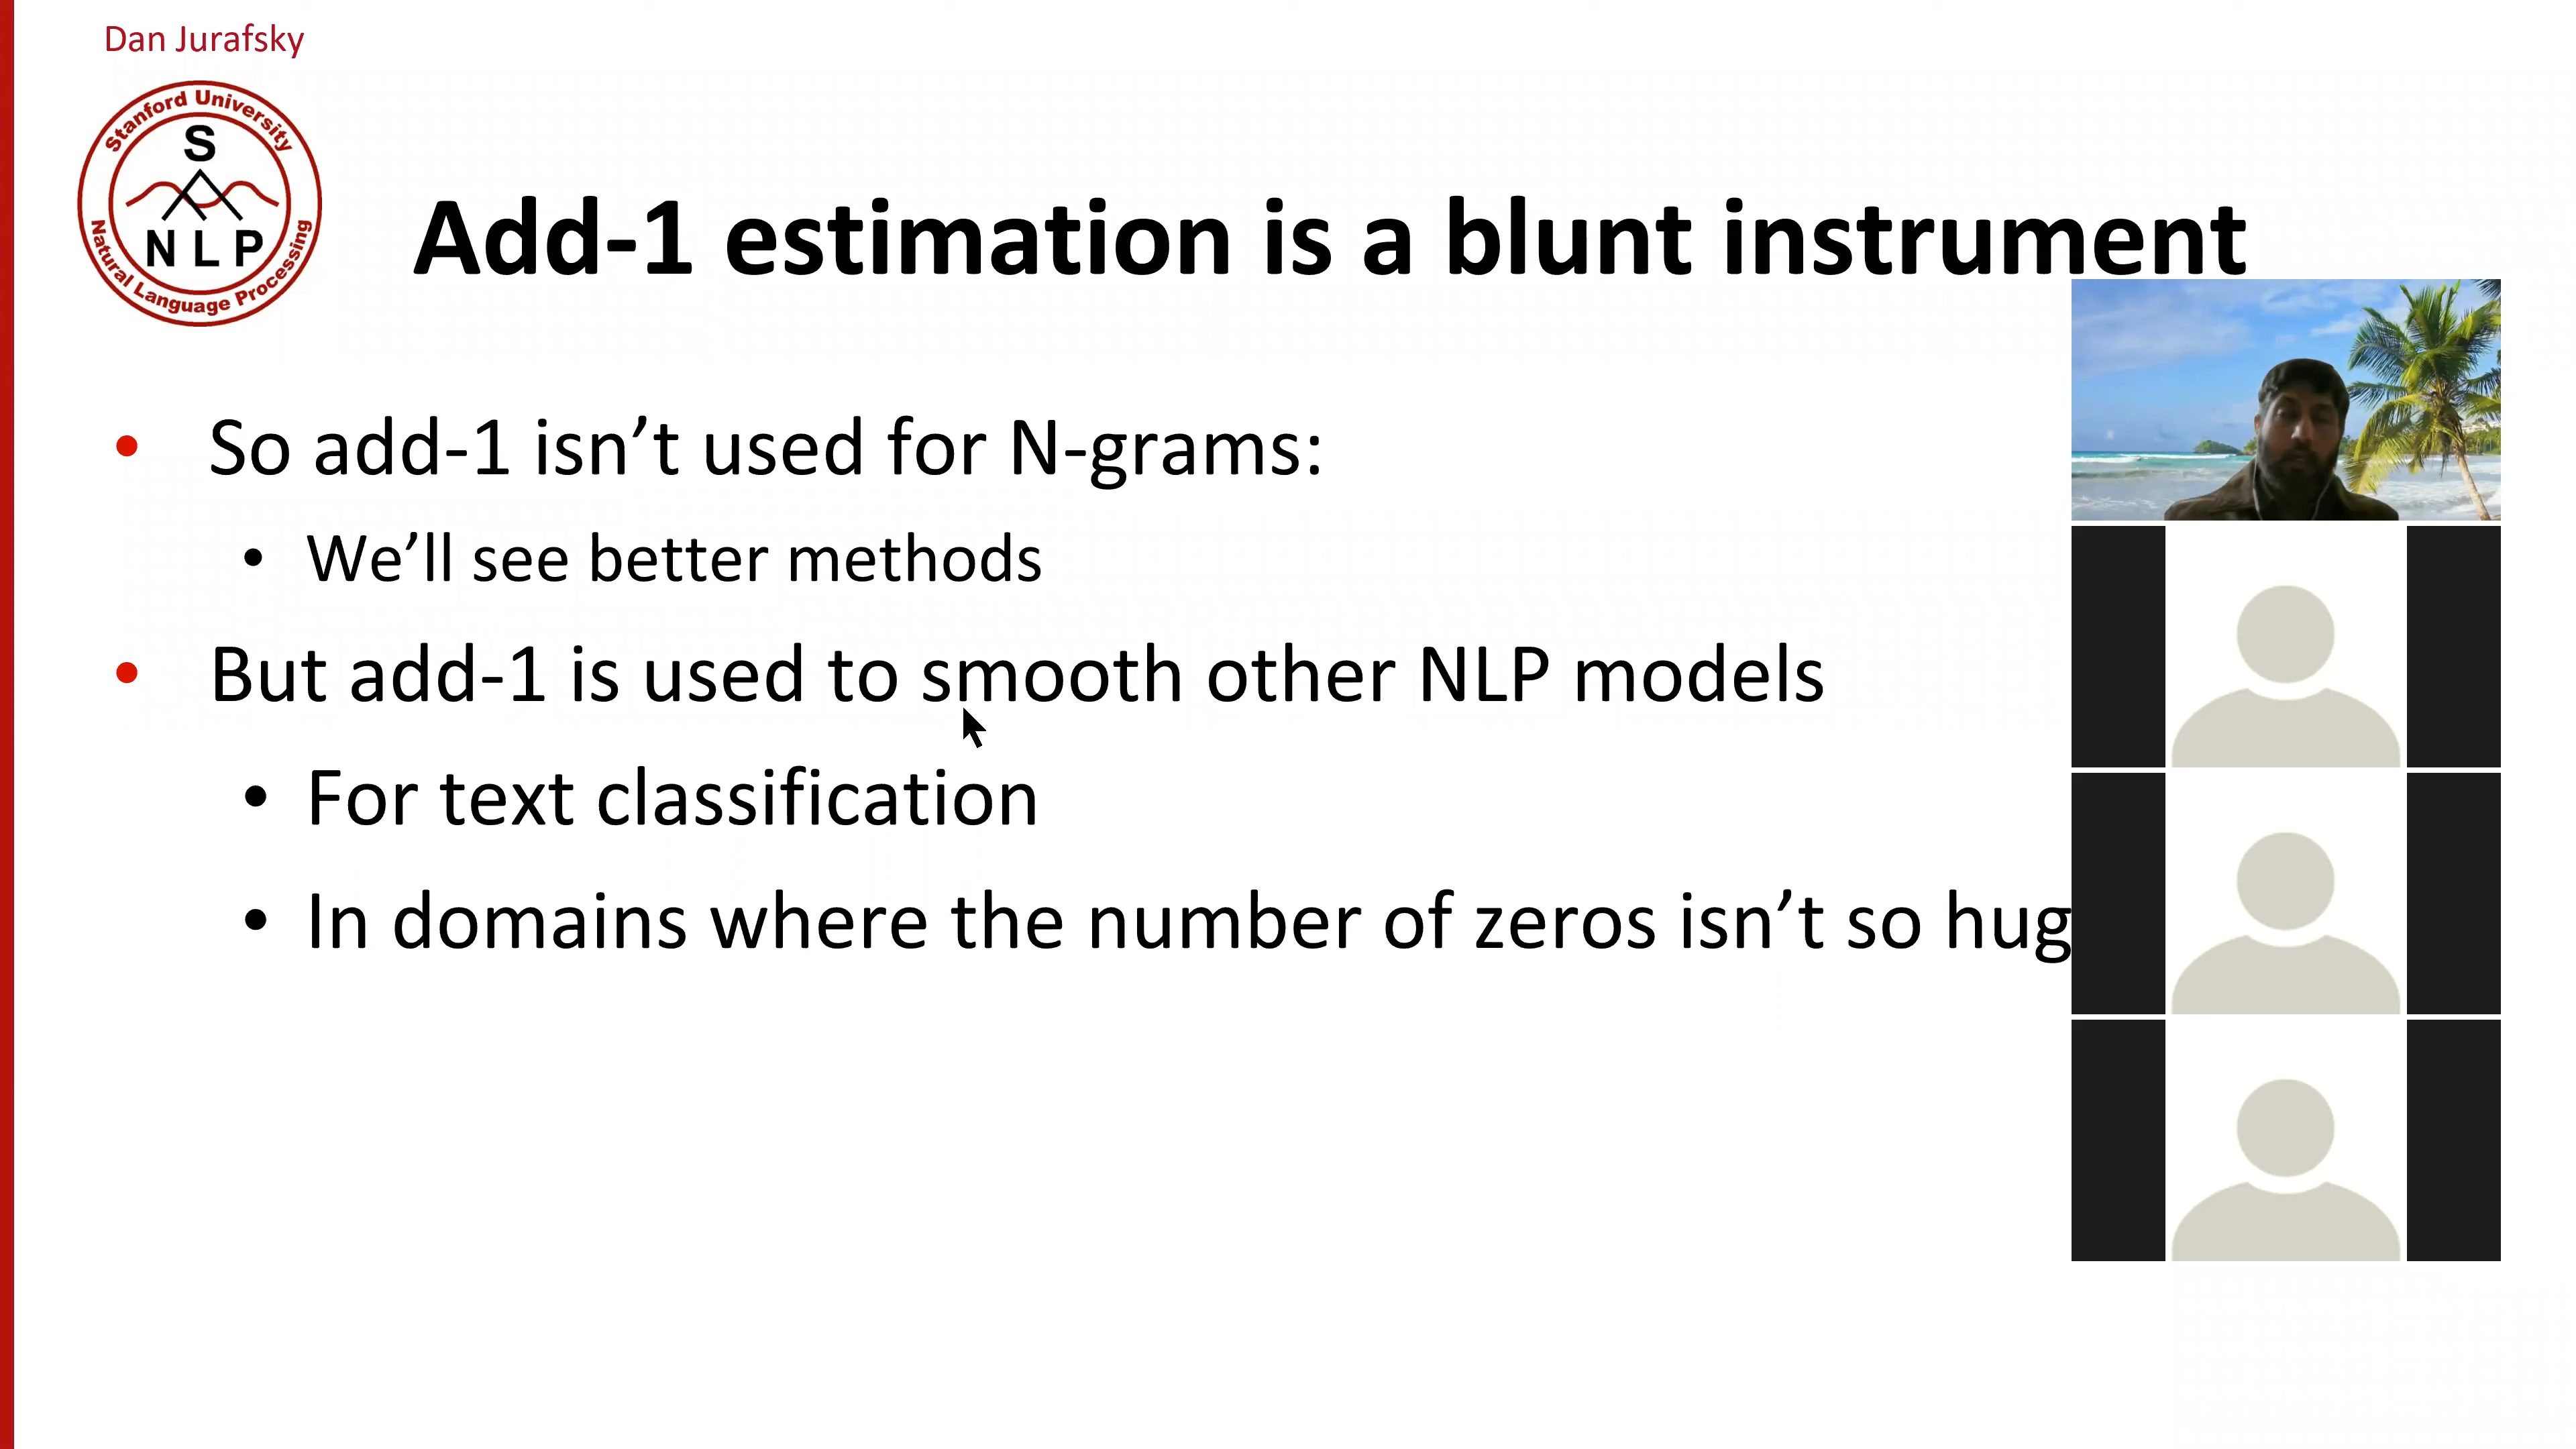 Dan Jurafsky
Stanford University
S
NLP
Natural Language Processing
Add-1 estimation is a blunt instrument
• So add-1 isn’t used for N-grams:
• We’ll see better methods
• But add-1 is used to smooth other NLP models
• For text classification
• In domains where the number of zeros isn’t so hug